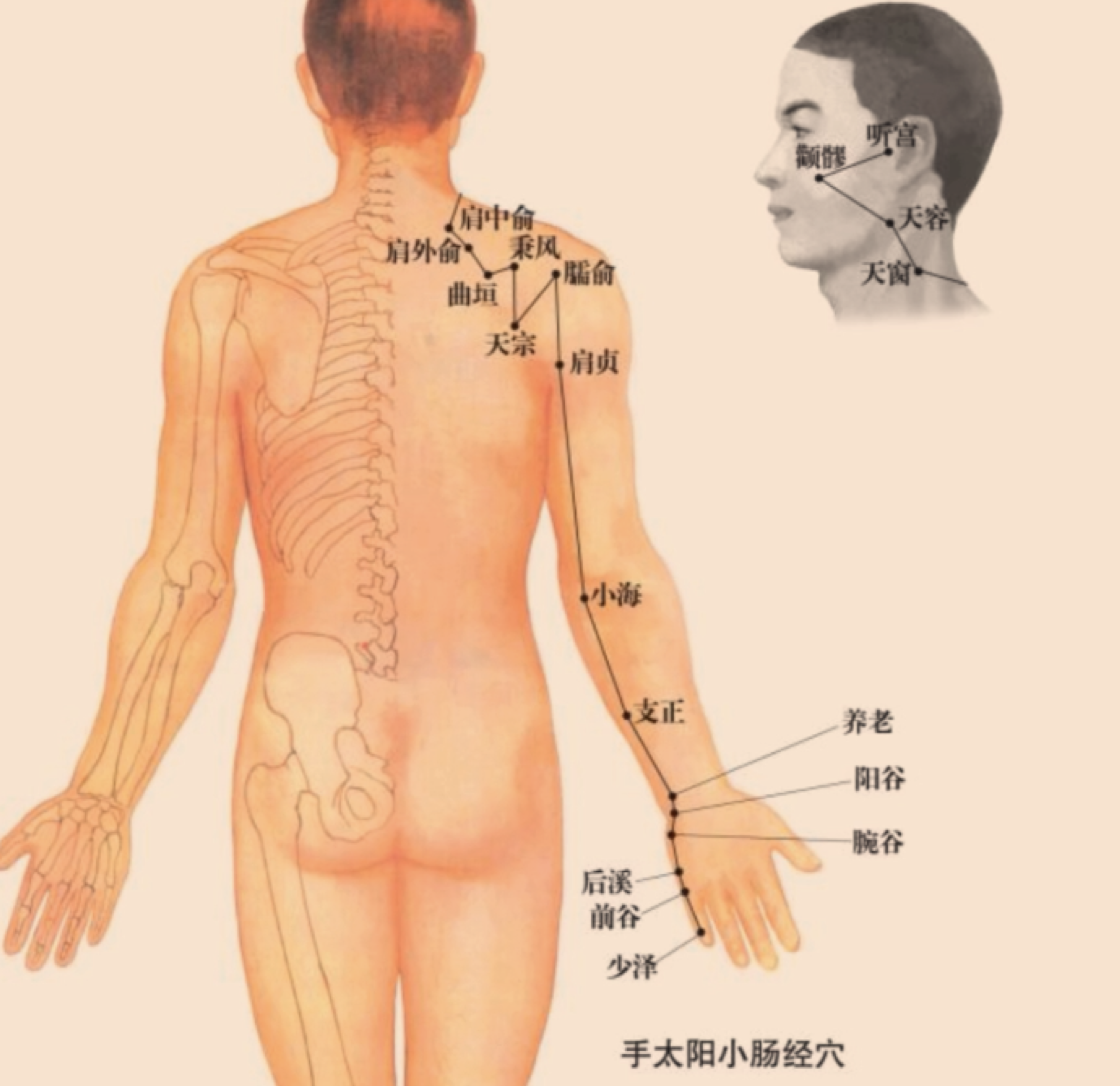 听宫
颧髎
天容
天窗
肩中俞
肩外俞
秉风
臑俞
曲垣
天宗
肩贞
小海
支正
养老
阳谷
腕谷
后溪
前谷
少泽
手太阳小肠经穴